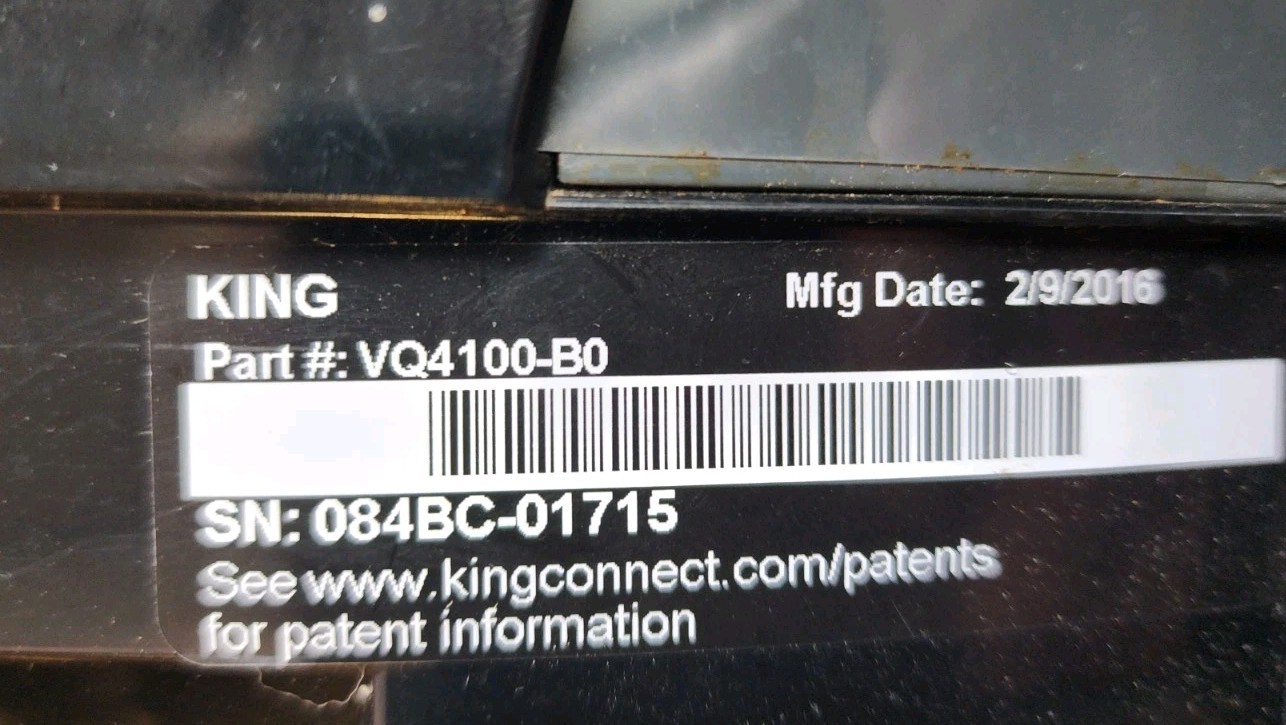 KING
Mfg Date: 2/9/2016
Part #: VQ4100-B0
SN: 084BC-01715
See www.kingconnect.com/patents
for patent information